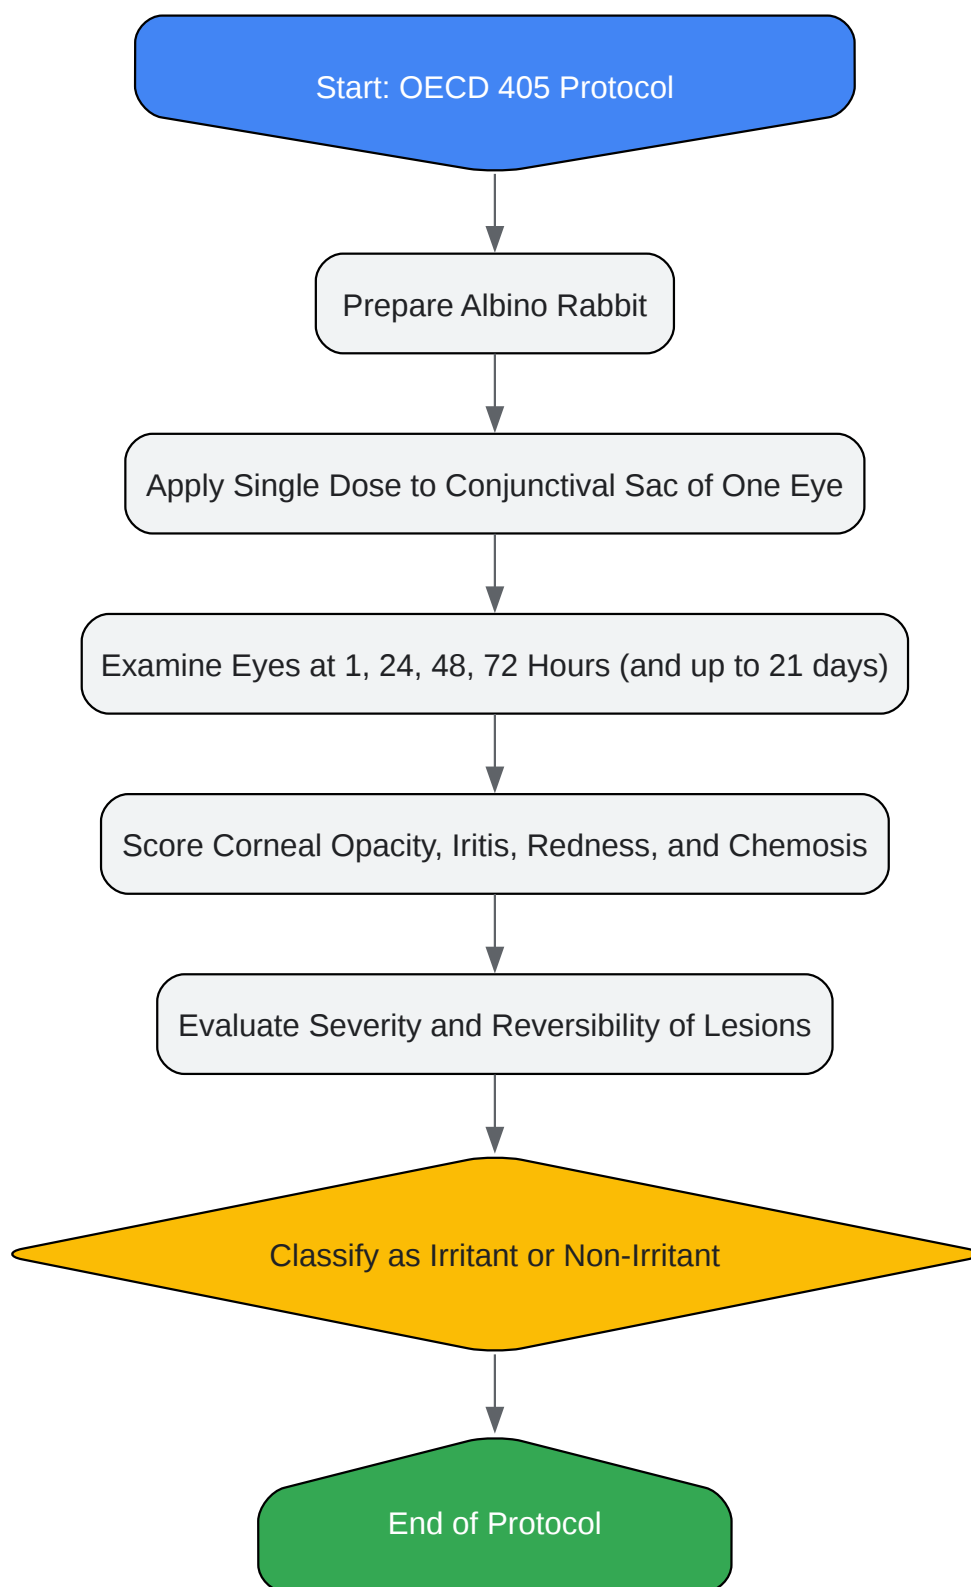 Start: OECD 405 Protocol
Prepare Albino Rabbit
Apply Single Dose to Conjunctival Sac of One Eye
Examine Eyes at 1, 24, 48, 72 Hours (and up to 21 days)
Score Corneal Opacity, Iritis, Redness, and Chemosis
Evaluate Severity and Reversibility of Lesions
Classify as Irritant or Non-Irritant
End of Protocol